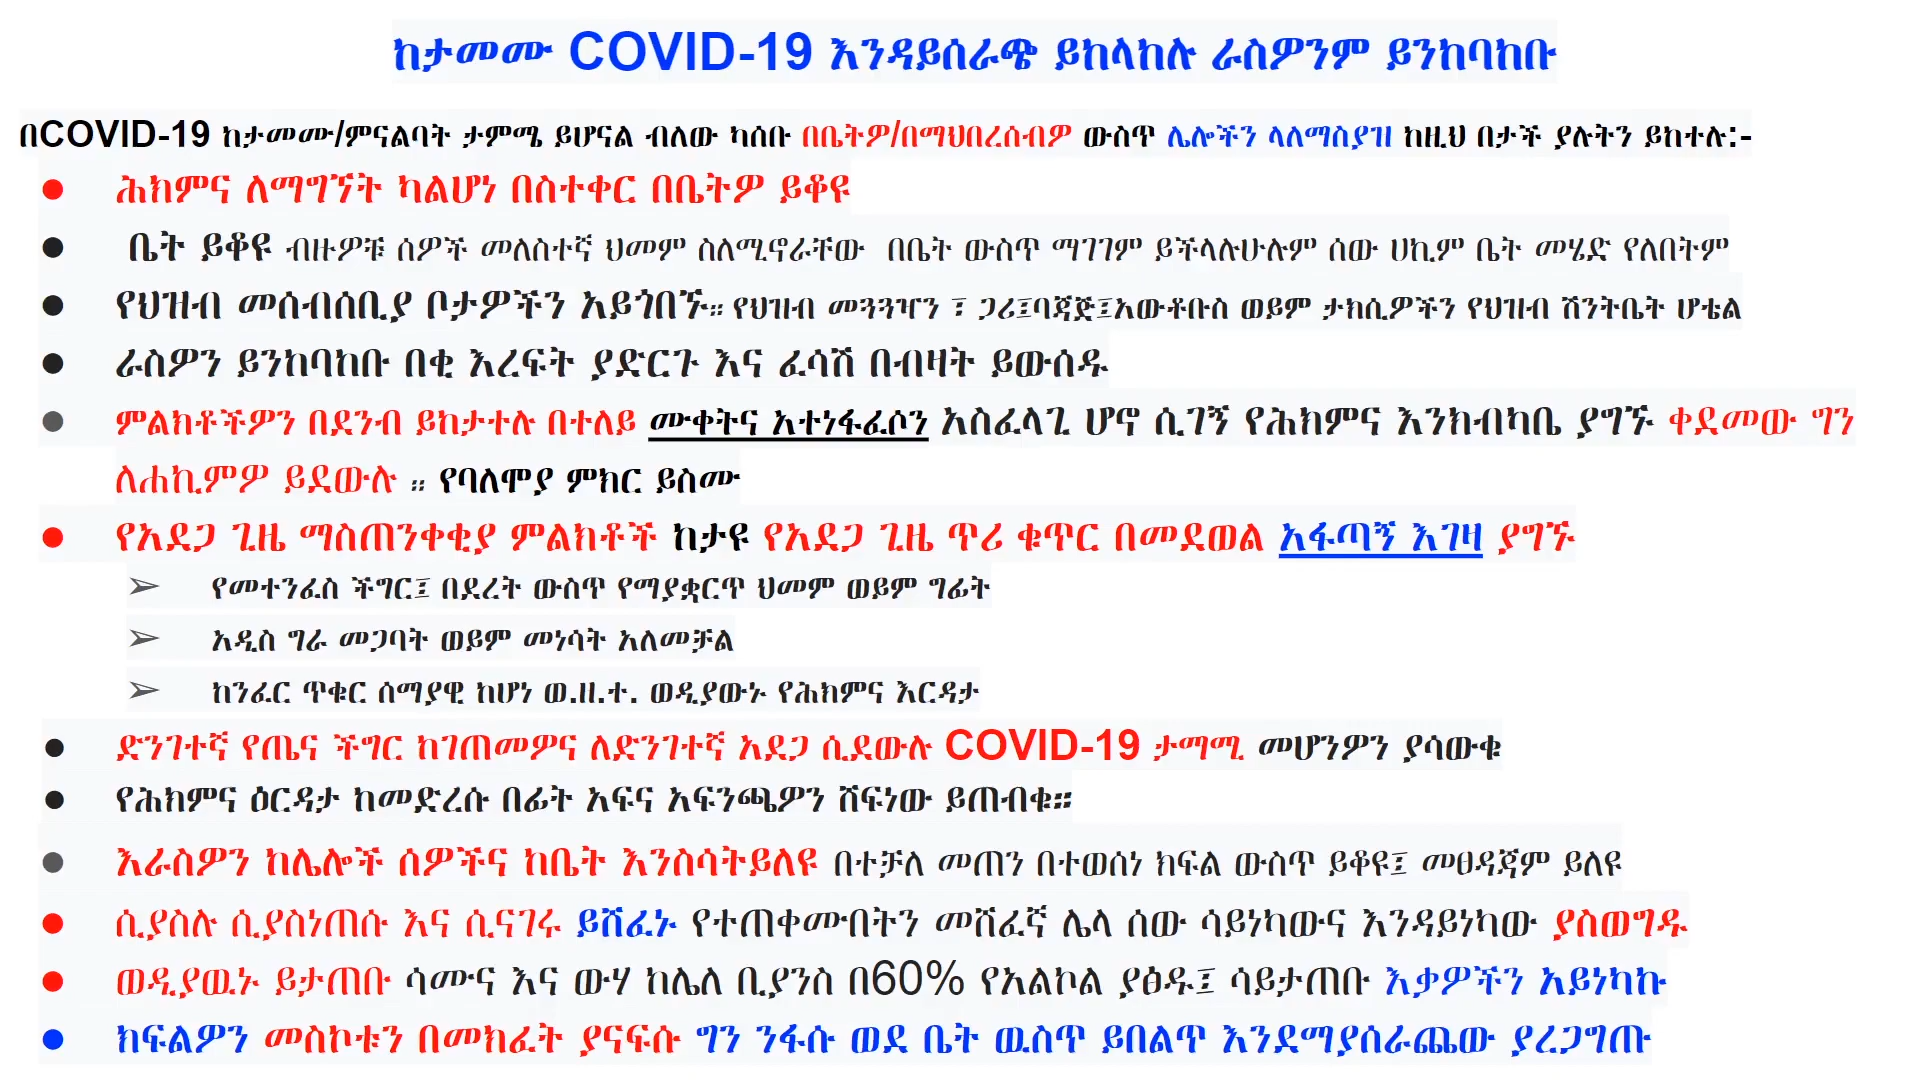 ከታመሙ COVID-19 እንዳይሰራጭ ይከላከሉ ራስዎንም ይንከባከቡ
በCOVID-19 ከታመሙ/ምናልባት ታምሜ ይሆናል ብለው ካሰቡ በቤትዎ/በማህበረሰብዎ ውስጥ ሌሎችን ላለማስያዝ ከዚህ በታች ያሉትን ይከተሉ:-
● ሕክምና ለማግኘት ካልሆነ በስተቀር በቤትዎ ይቆዩ
● ቤት ይቆዩ ብዙዎቹ ሰዎች መለስተኛ ህመም ስለሚኖራቸው በቤት ውስጥ ማገገም ይችላሉሁሉም ሰው ሀኪም ቤት መሄድ የለበትም
● የህዝብ መሰብሰቢያ ቦታዎችን አይጎበኙ። የህዝብ መጓጓዣን ፣ ጋሪ፤ባጃጅ፤አውቶቡስ ወይም ታክሲዎችን የህዝብ ሽንትቤት ሆቴል
● ራስዎን ይንከባከቡ በቂ እረፍት ያድርጉ እና ፈሳሽ በብዛት ይውሰዱ
● ምልክቶችዎን በደንብ ይከታተሉ በተለይ ሙቀትና አተነፋፈሶን አስፈላጊ ሆኖ ሲገኝ የሕክምና እንክብካቤ ያግኙ ቀደመው ግን
ለሐኪምዎ ይደውሉ ። የባለሞያ ምክር ይስሙ
● የአደጋ ጊዜ ማስጠንቀቂያ ምልክቶች ከታዩ የአደጋ ጊዜ ጥሪ ቁጥር በመደወል አፋጣኝ እገዛ ያግኙ
➢ የመተንፈስ ችግር፤ በደረት ውስጥ የማያቋርጥ ህመም ወይም ግፊት
➢ አዲስ ግራ መጋባት ወይም መነሳት አለመቻል
➢ ከንፈር ጥቁር ሰማያዊ ከሆነ ወ.ዘ.ተ. ወዲያውኑ የሕክምና እርዳታ
● ድንገተኛ የጤና ችግር ከገጠመዎና ለድንገተኛ አደጋ ሲደውሉ COVID-19 ታማሚ መሆንዎን ያሳውቁ
● የሕክምና ዕርዳታ ከመድረሱ በፊት አፍና አፍንጫዎን ሸፍነው ይጠብቁ።
● እራስዎን ከሌሎች ሰዎችና ከቤት እንስሳትይለዩ በተቻለ መጠን በተወሰነ ክፍል ውስጥ ይቆዩ፤ መፀዳጃም ይለዩ
● ሲያስሉ ሲያስነጠሱ እና ሲናገሩ ይሸፈኑ የተጠቀሙበትን መሸፈኛ ሌላ ሰው ሳይነካውና እንዳይነካው ያስወግዱ
● ወዲያዉኑ ይታጠቡ ሳሙና እና ውሃ ከሌለ ቢያንስ በ60% የአልኮል ያፅዱ፤ ሳይታጠቡ እቃዎችን አይነካኩ
● ክፍልዎን መስኮቱን በመክፈት ያናፍሱ ግን ንፋሱ ወደ ቤት ዉስጥ ይበልጥ እንደማያሰራጨው ያረጋግጡ